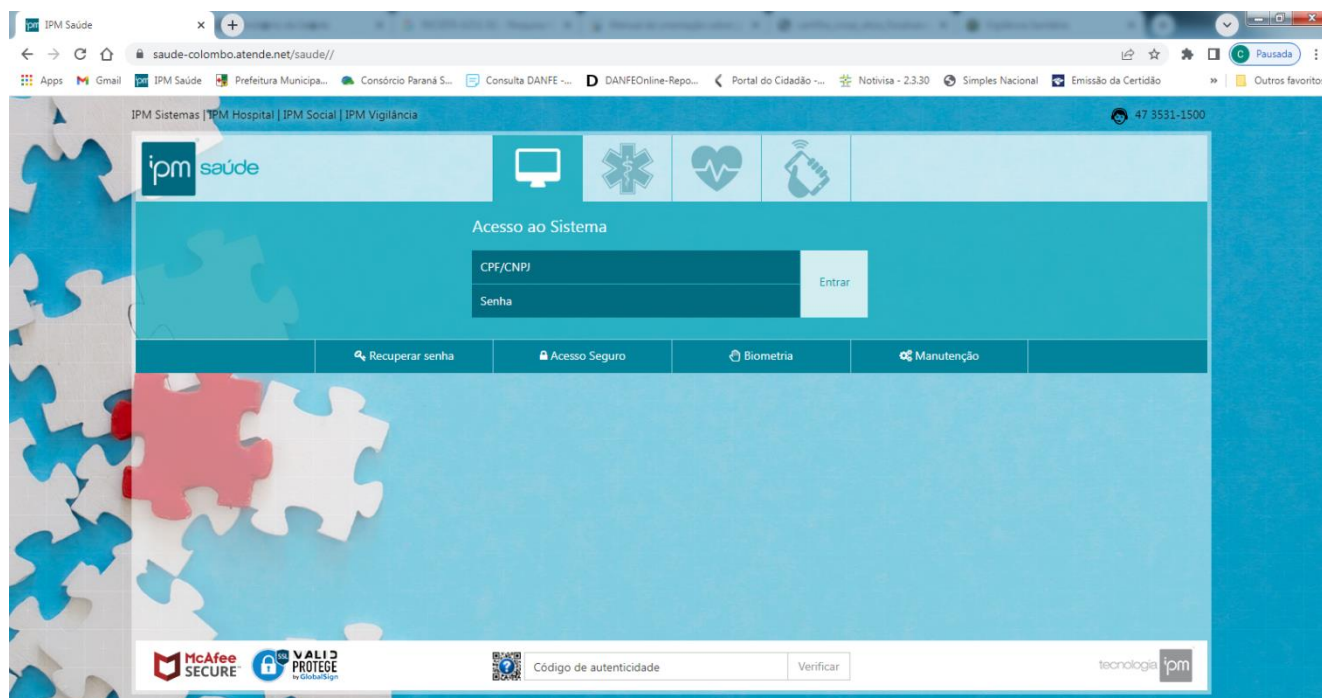 ipm IPM Saúde
saude-colombo.atende.net/saude//
C Pausada
Apps Gmail ipm IPM Saúde Prefeitura Municipa... Consórcio Paraná S... Consulta DANFE -... D DANFEOnline-Repo... Portal do Cidadão -... Notivisa - 2.3.30 Simples Nacional Emissão da Certidão » Outros favoritos
IPM Sistemas | IPM Hospital | IPM Social | IPM Vigilância
47 3531-1500
ipm saúde
Acesso ao Sistema
CPF/CNPJ
Senha
Entrar
Recuperar senha Acesso Seguro Biometria Manutenção
McAfee
SECURE
SSL VALID
PROTEGE
by GlobalSign
Código de autenticidade Verificar
tecnologia ipm